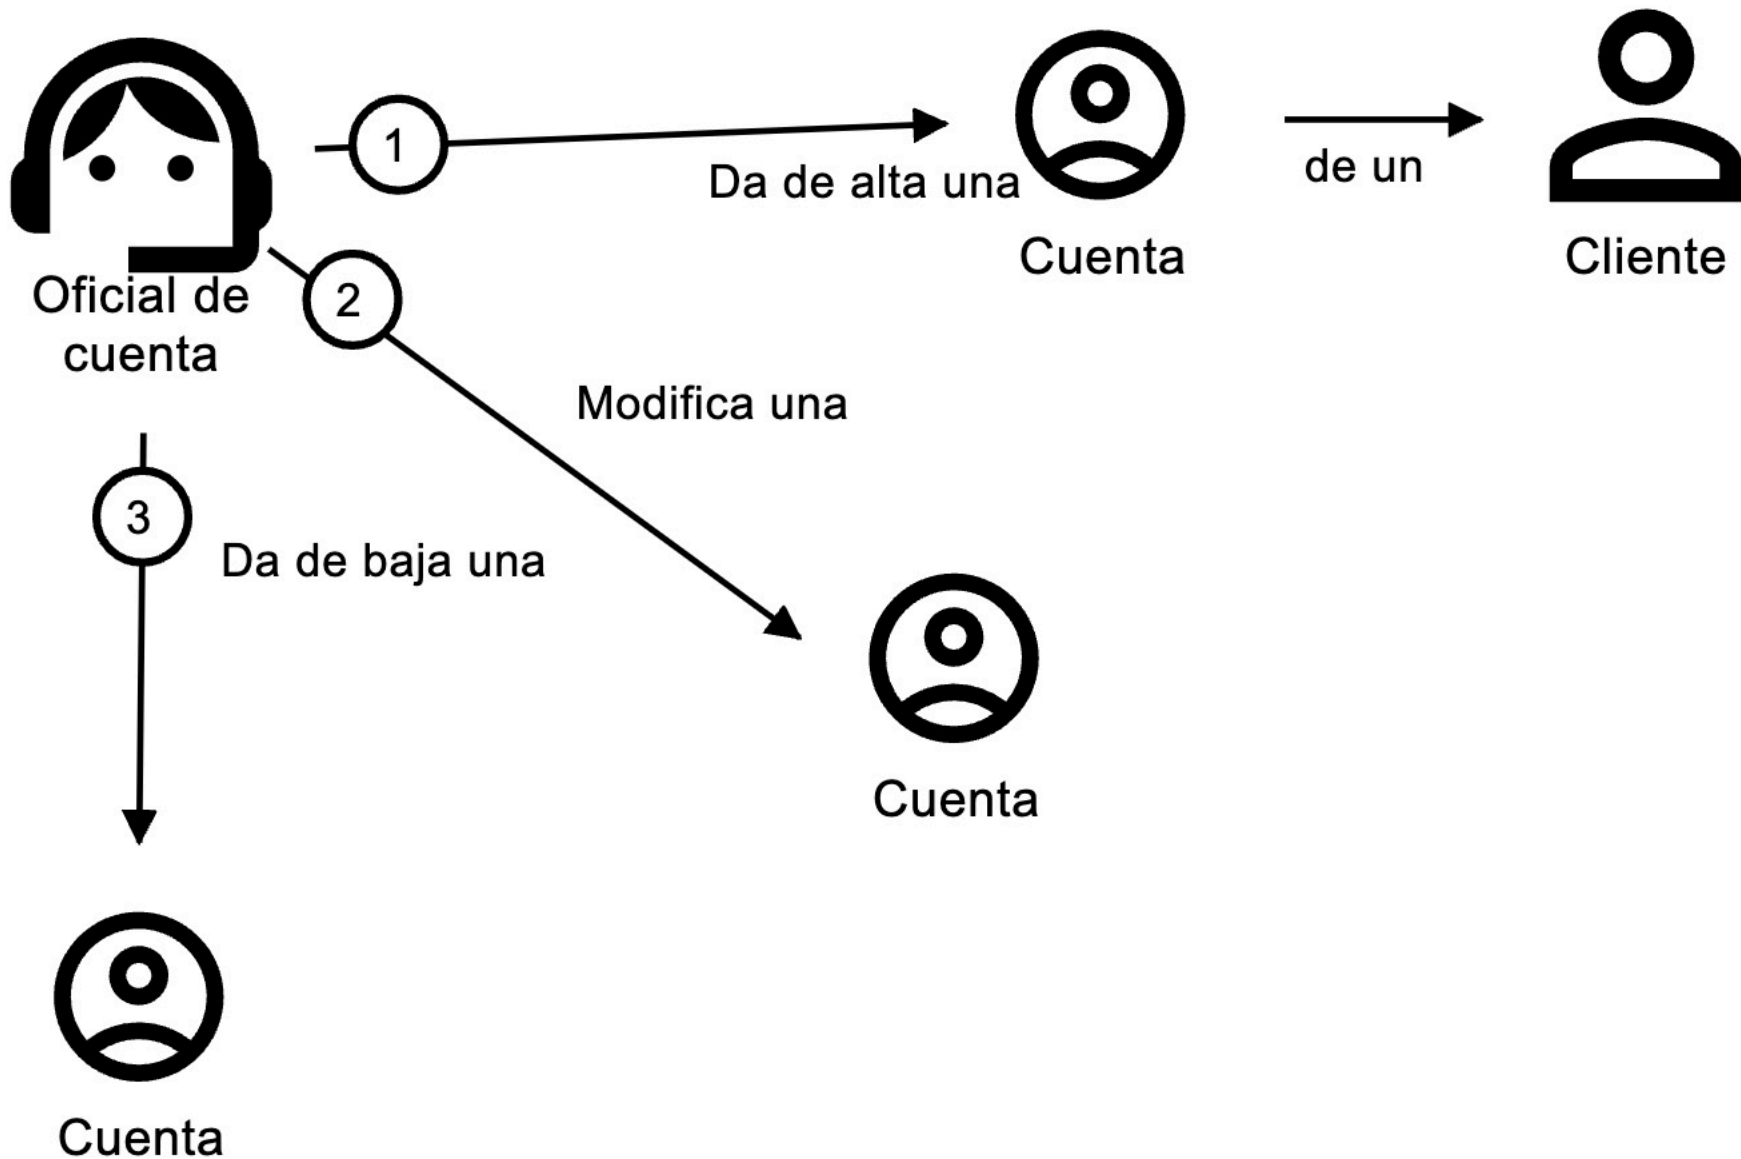 1
Da de alta una
de un
Cuenta
Cliente
Oficial de
cuenta
2
Modifica una
3
Da de baja una
Cuenta
Cuenta